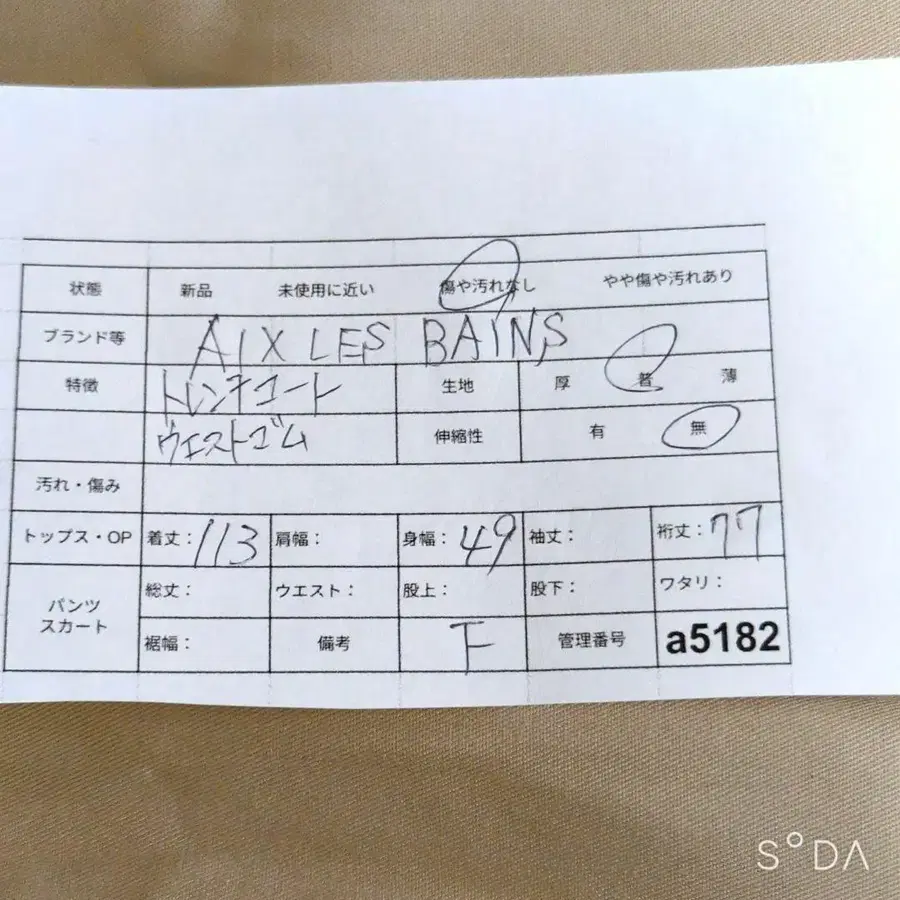 状態 新品 未使用に近い 傷や汚れなし やや傷や汚れあり
ブランド等 AIX LES BAINS
特徴 トレンチコート 生地 厚 普 薄
ウエストゴム 伸縮性 有 無
汚れ・傷み
トップス・OP 着丈:113 肩幅: 身幅:49 袖丈: 裄丈:77
パンツ スカート 総丈: ウエスト: 股上: 股下: ワタリ:
裾幅: 備考 F 管理番号 a5182
SODA